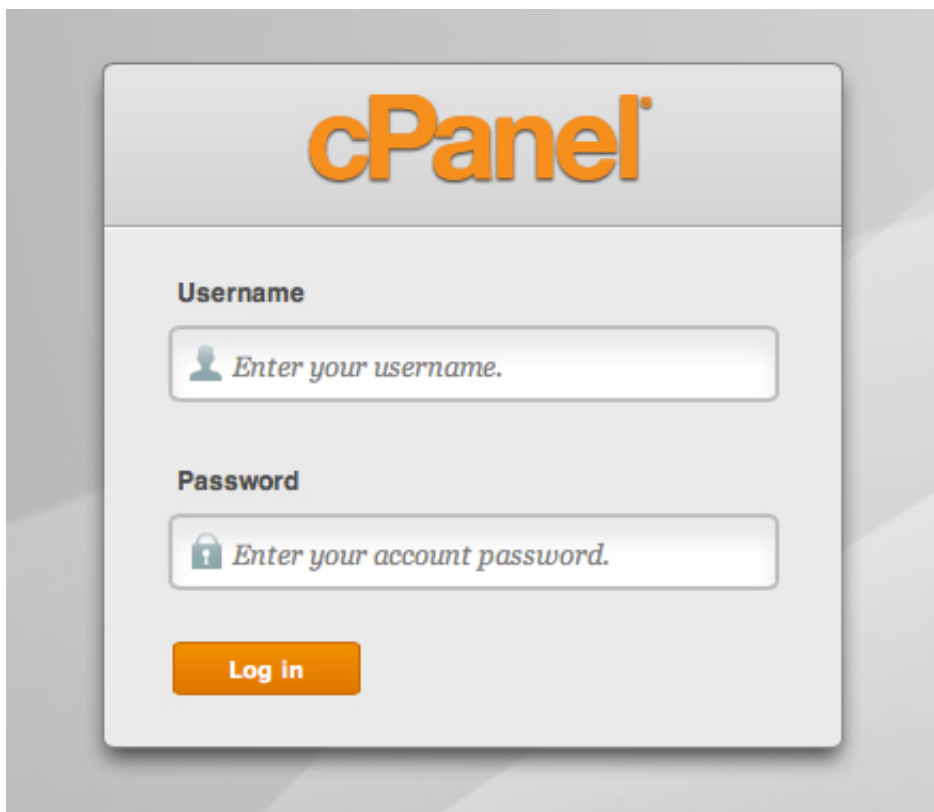 cPanel®
Username
Enter your username.
Password
Enter your account password.
Log in